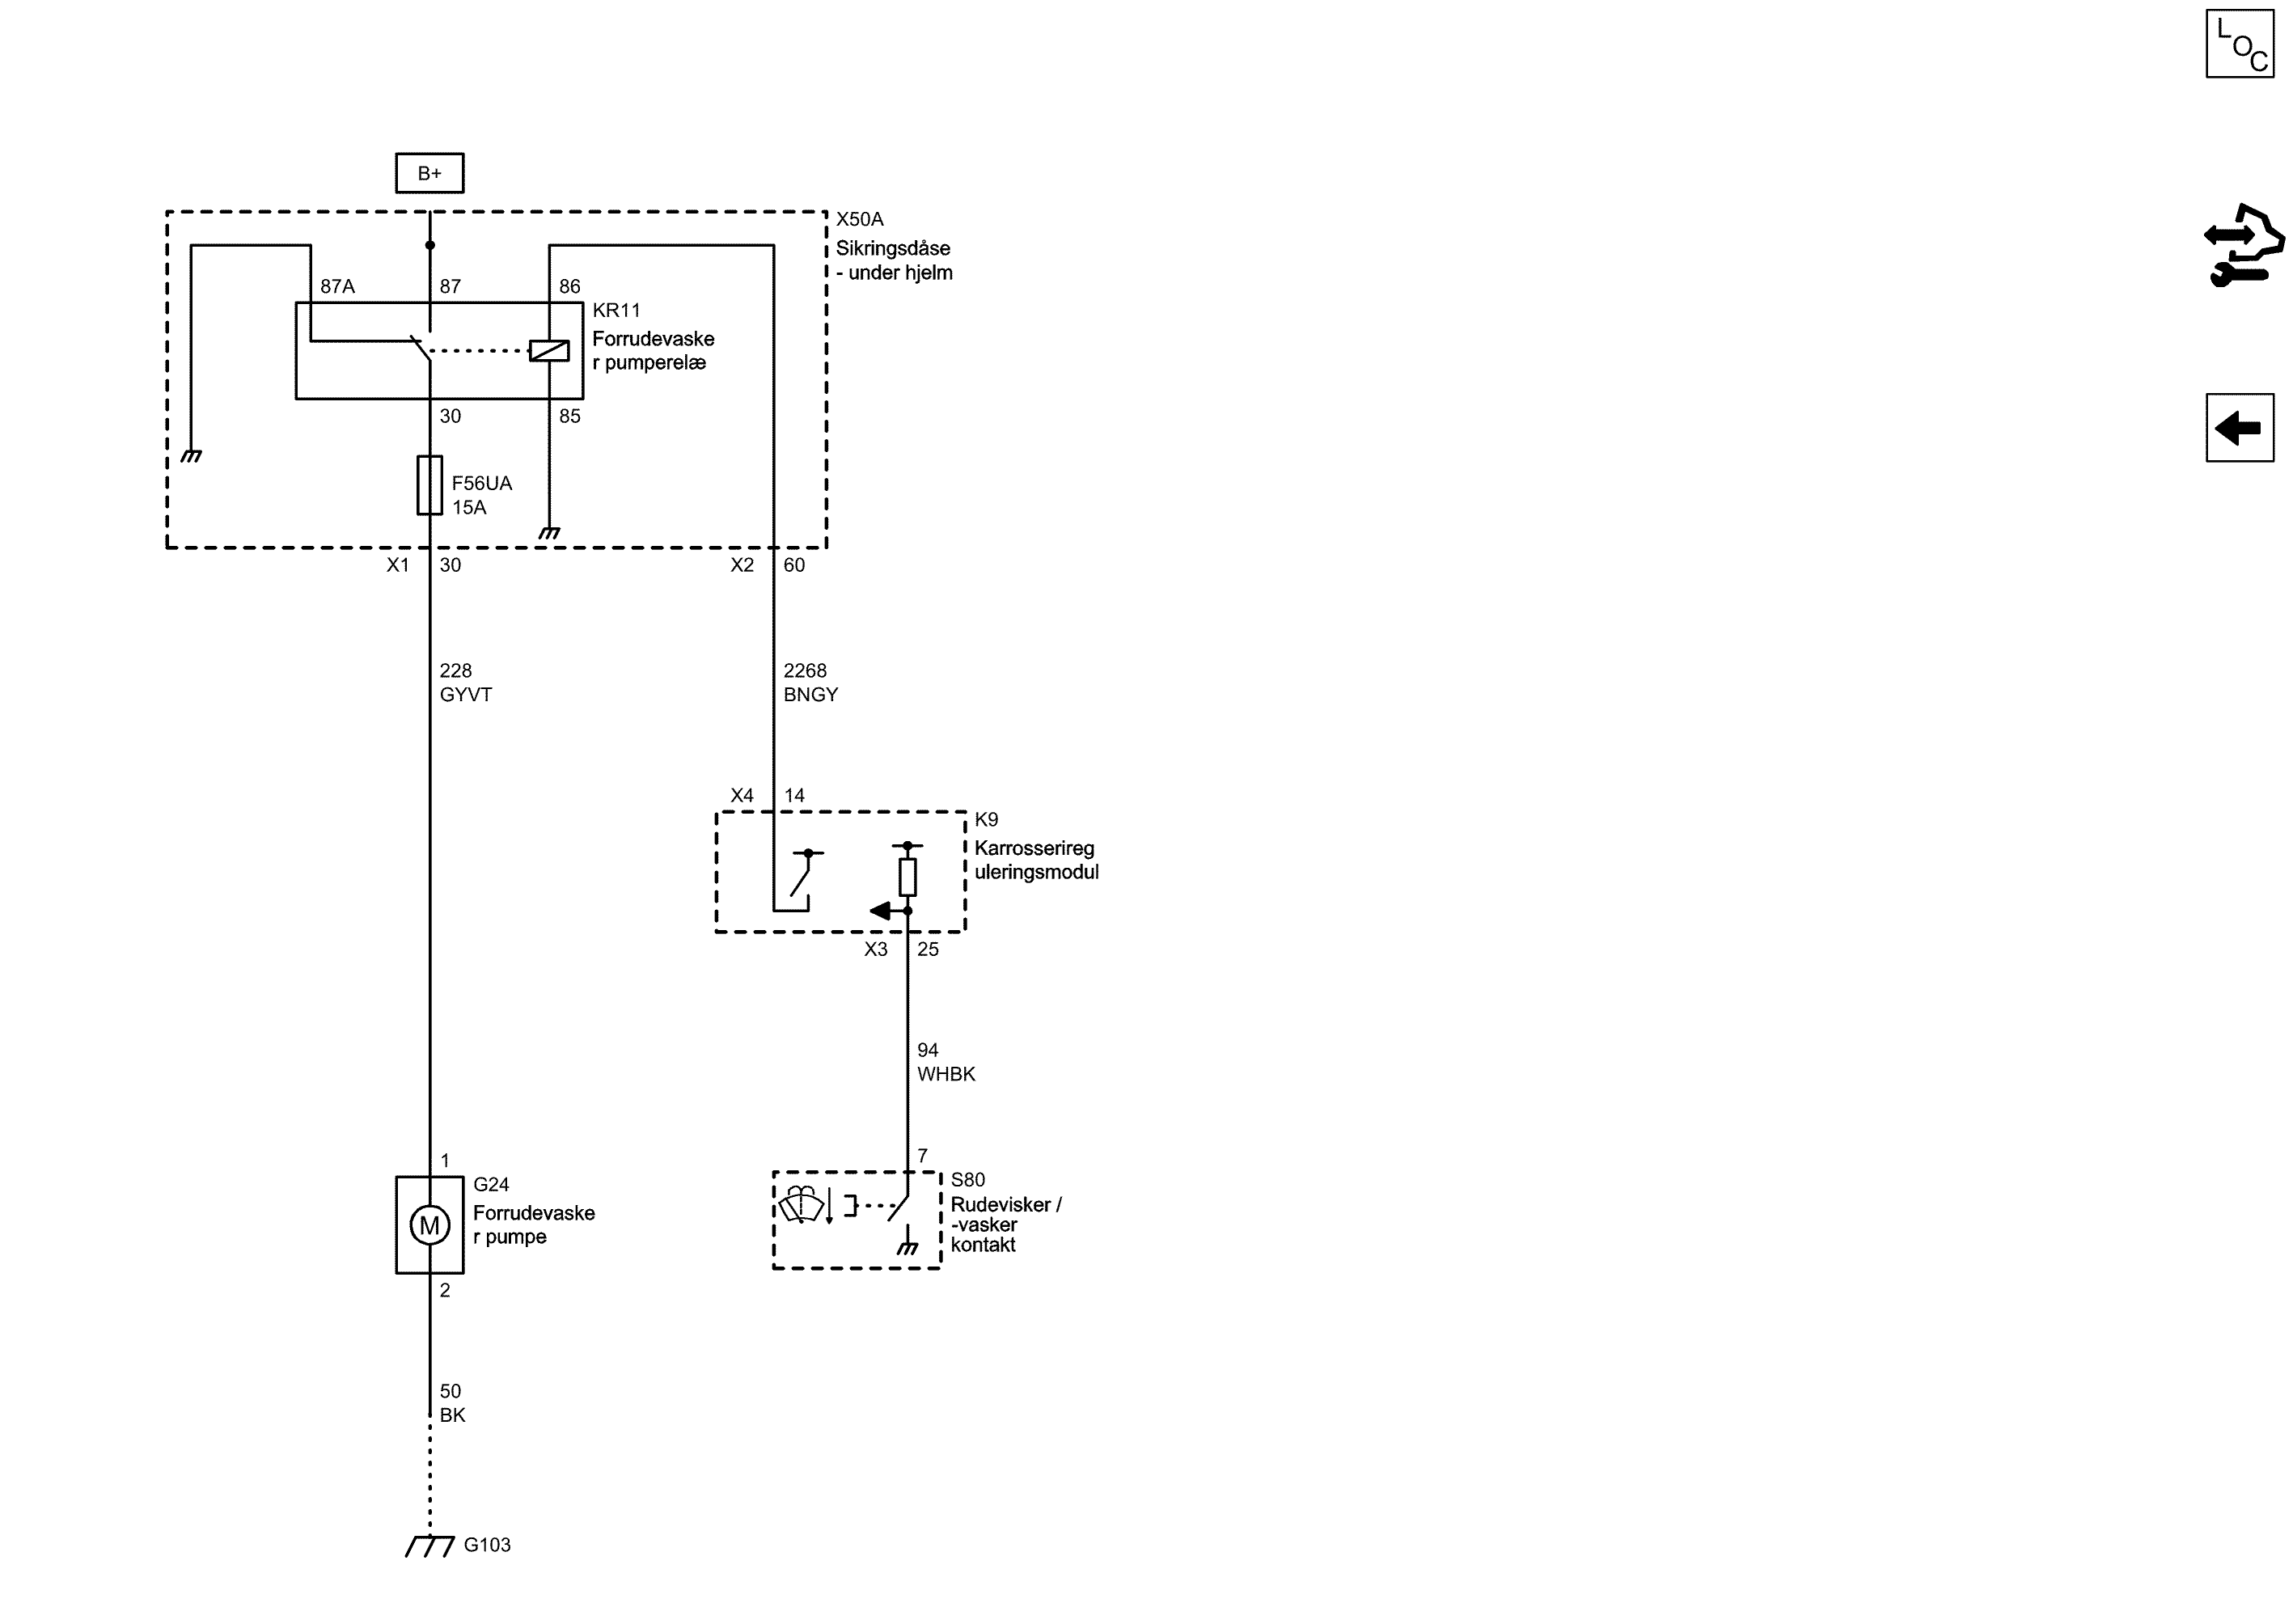 LOC
B+
X50A
Sikringsdåse
- under hjelm
87A
87
86
KR11
Forrudevaske
r pumperelæ
30
85
F56UA
15A
X1
30
X2
60
228
GYVT
2268
BNGY
X4
14
K9
Karrosserireg
uleringsmodul
X3
25
94
WHBK
7
1
G24
Forrudevaske
r pumpe
M
S80
Rudevisker /
-vasker
kontakt
2
50
BK
G103